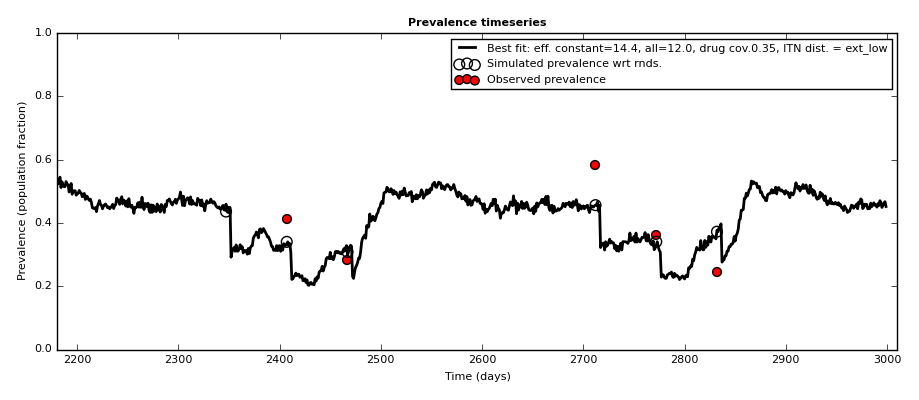 Prevalence timeseries
Best fit: eff. constant=14.4, all=12.0, drug cov.0.35, ITN dist. = ext_low
Simulated prevalence wrt rnds.
Observed prevalence
Prevalence (population fraction)
1.0
0.8
0.6
0.4
0.2
0.0
2200 2300 2400 2500 2600 2700 2800 2900 3000
Time (days)